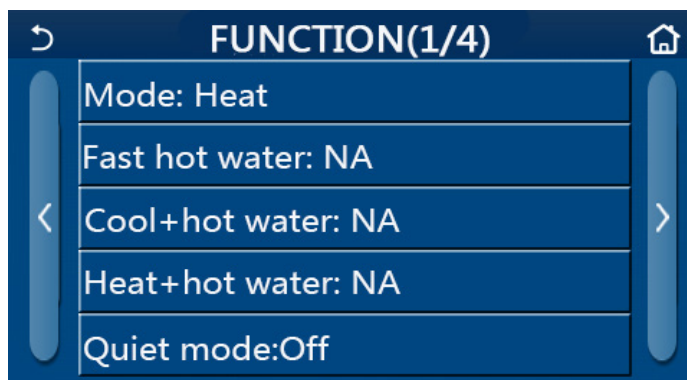 FUNCTION(1/4)
Mode: Heat
Fast hot water: NA
Cool+hot water: NA
Heat+hot water: NA
Quiet mode:Off